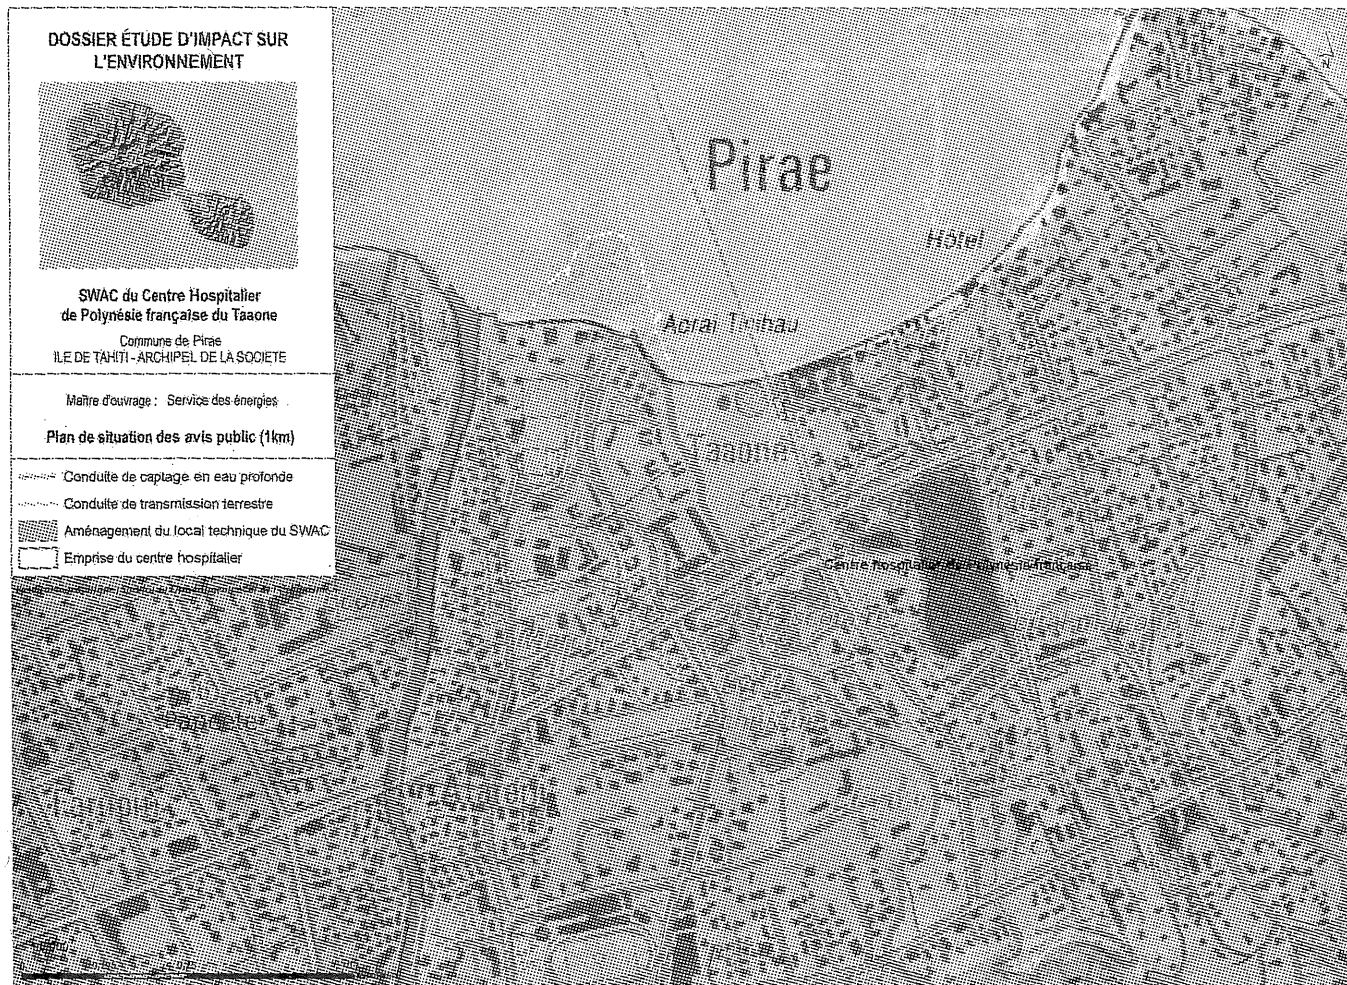 DOSSIER ÉTUDE D'IMPACT SUR
L'ENVIRONNEMENT
SWAC du Centre Hospitalier
de Polynésie française du Taaone
Commune de Pirae
ILE DE TAHITI - ARCHIPEL DE LA SOCIETE
Maître d'ouvrage : Service des énergies
Plan de situation des avis public (1km)
Conduite de captage en eau profonde
Conduite de transmission terrestre
Aménagement du local technique du SWAC
Emprise du centre hospitalier
Pirae
N
Hôtel
Aorai Tinihau
Taaone
Centre hospitalier de Polynésie française